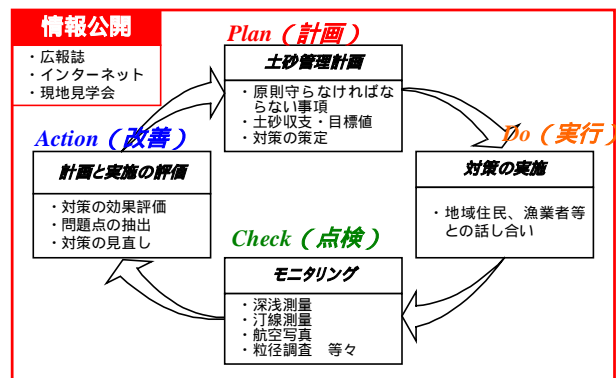 情報公開
・広報誌
・インターネット
・現地見学会
Plan（計画）
土砂管理計画
・原則守らなければな
らない事項
・土砂収支・目標値
・対策の策定
Do（実行）
対策の実施
・地域住民、漁業者等
との話し合い
Check（点検）
モニタリング
・深浅測量
・汀線測量
・航空写真
・粒径調査　等々
Action（改善）
計画と実施の評価
・対策の効果評価
・問題点の抽出
・対策の見直し